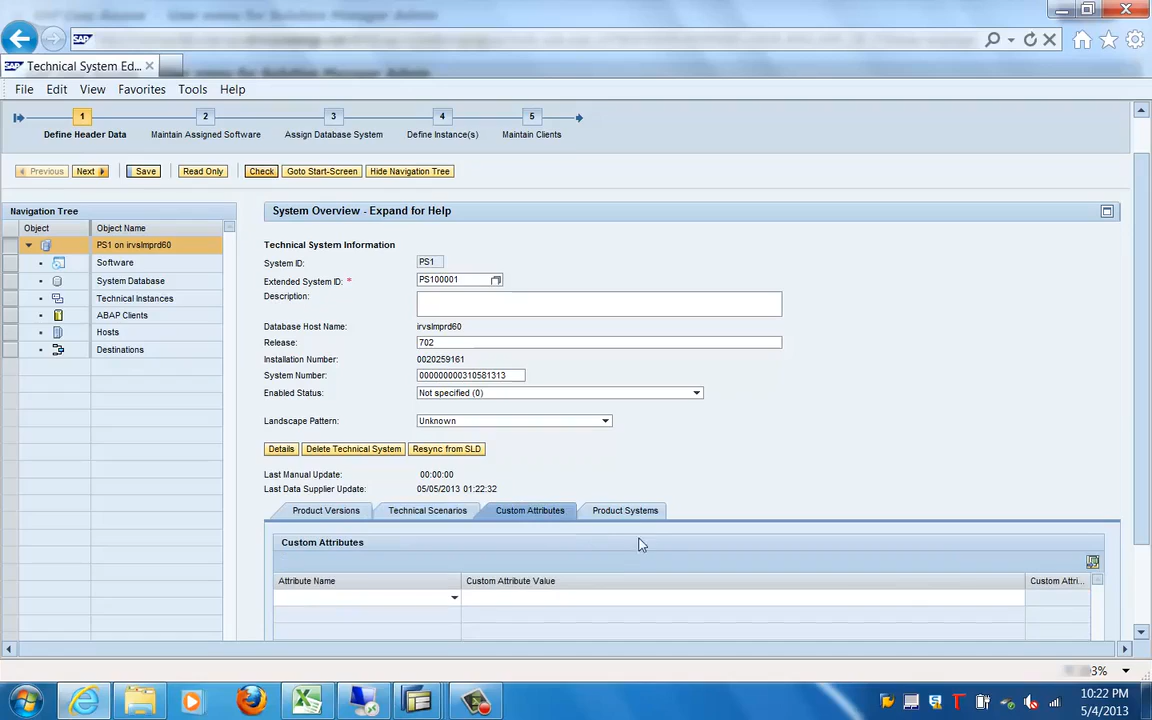 SAP
SAP Technical System Ed... ×
File Edit View Favorites Tools Help
1 2 3 4 5
Define Header Data Maintain Assigned Software Assign Database System Define Instance(s) Maintain Clients
Previous Next Save Read Only Check Goto Start-Screen Hide Navigation Tree
Navigation Tree
Object Object Name
PS1 on irvslmprd60
Software
System Database
Technical Instances
ABAP Clients
Hosts
Destinations
System Overview - Expand for Help
Technical System Information
System ID: PS1
Extended System ID: * PS100001
Description:
Database Host Name: irvslmprd60
Release: 702
Installation Number: 0020259161
System Number: 000000000310581313
Enabled Status: Not specified (0)
Landscape Pattern: Unknown
Details Delete Technical System Resync from SLD
Last Manual Update: 00:00:00
Last Data Supplier Update: 05/05/2013 01:22:32
Product Versions Technical Scenarios Custom Attributes Product Systems
Custom Attributes
Attribute Name Custom Attribute Value Custom Attri...
3%
10:22 PM
5/4/2013